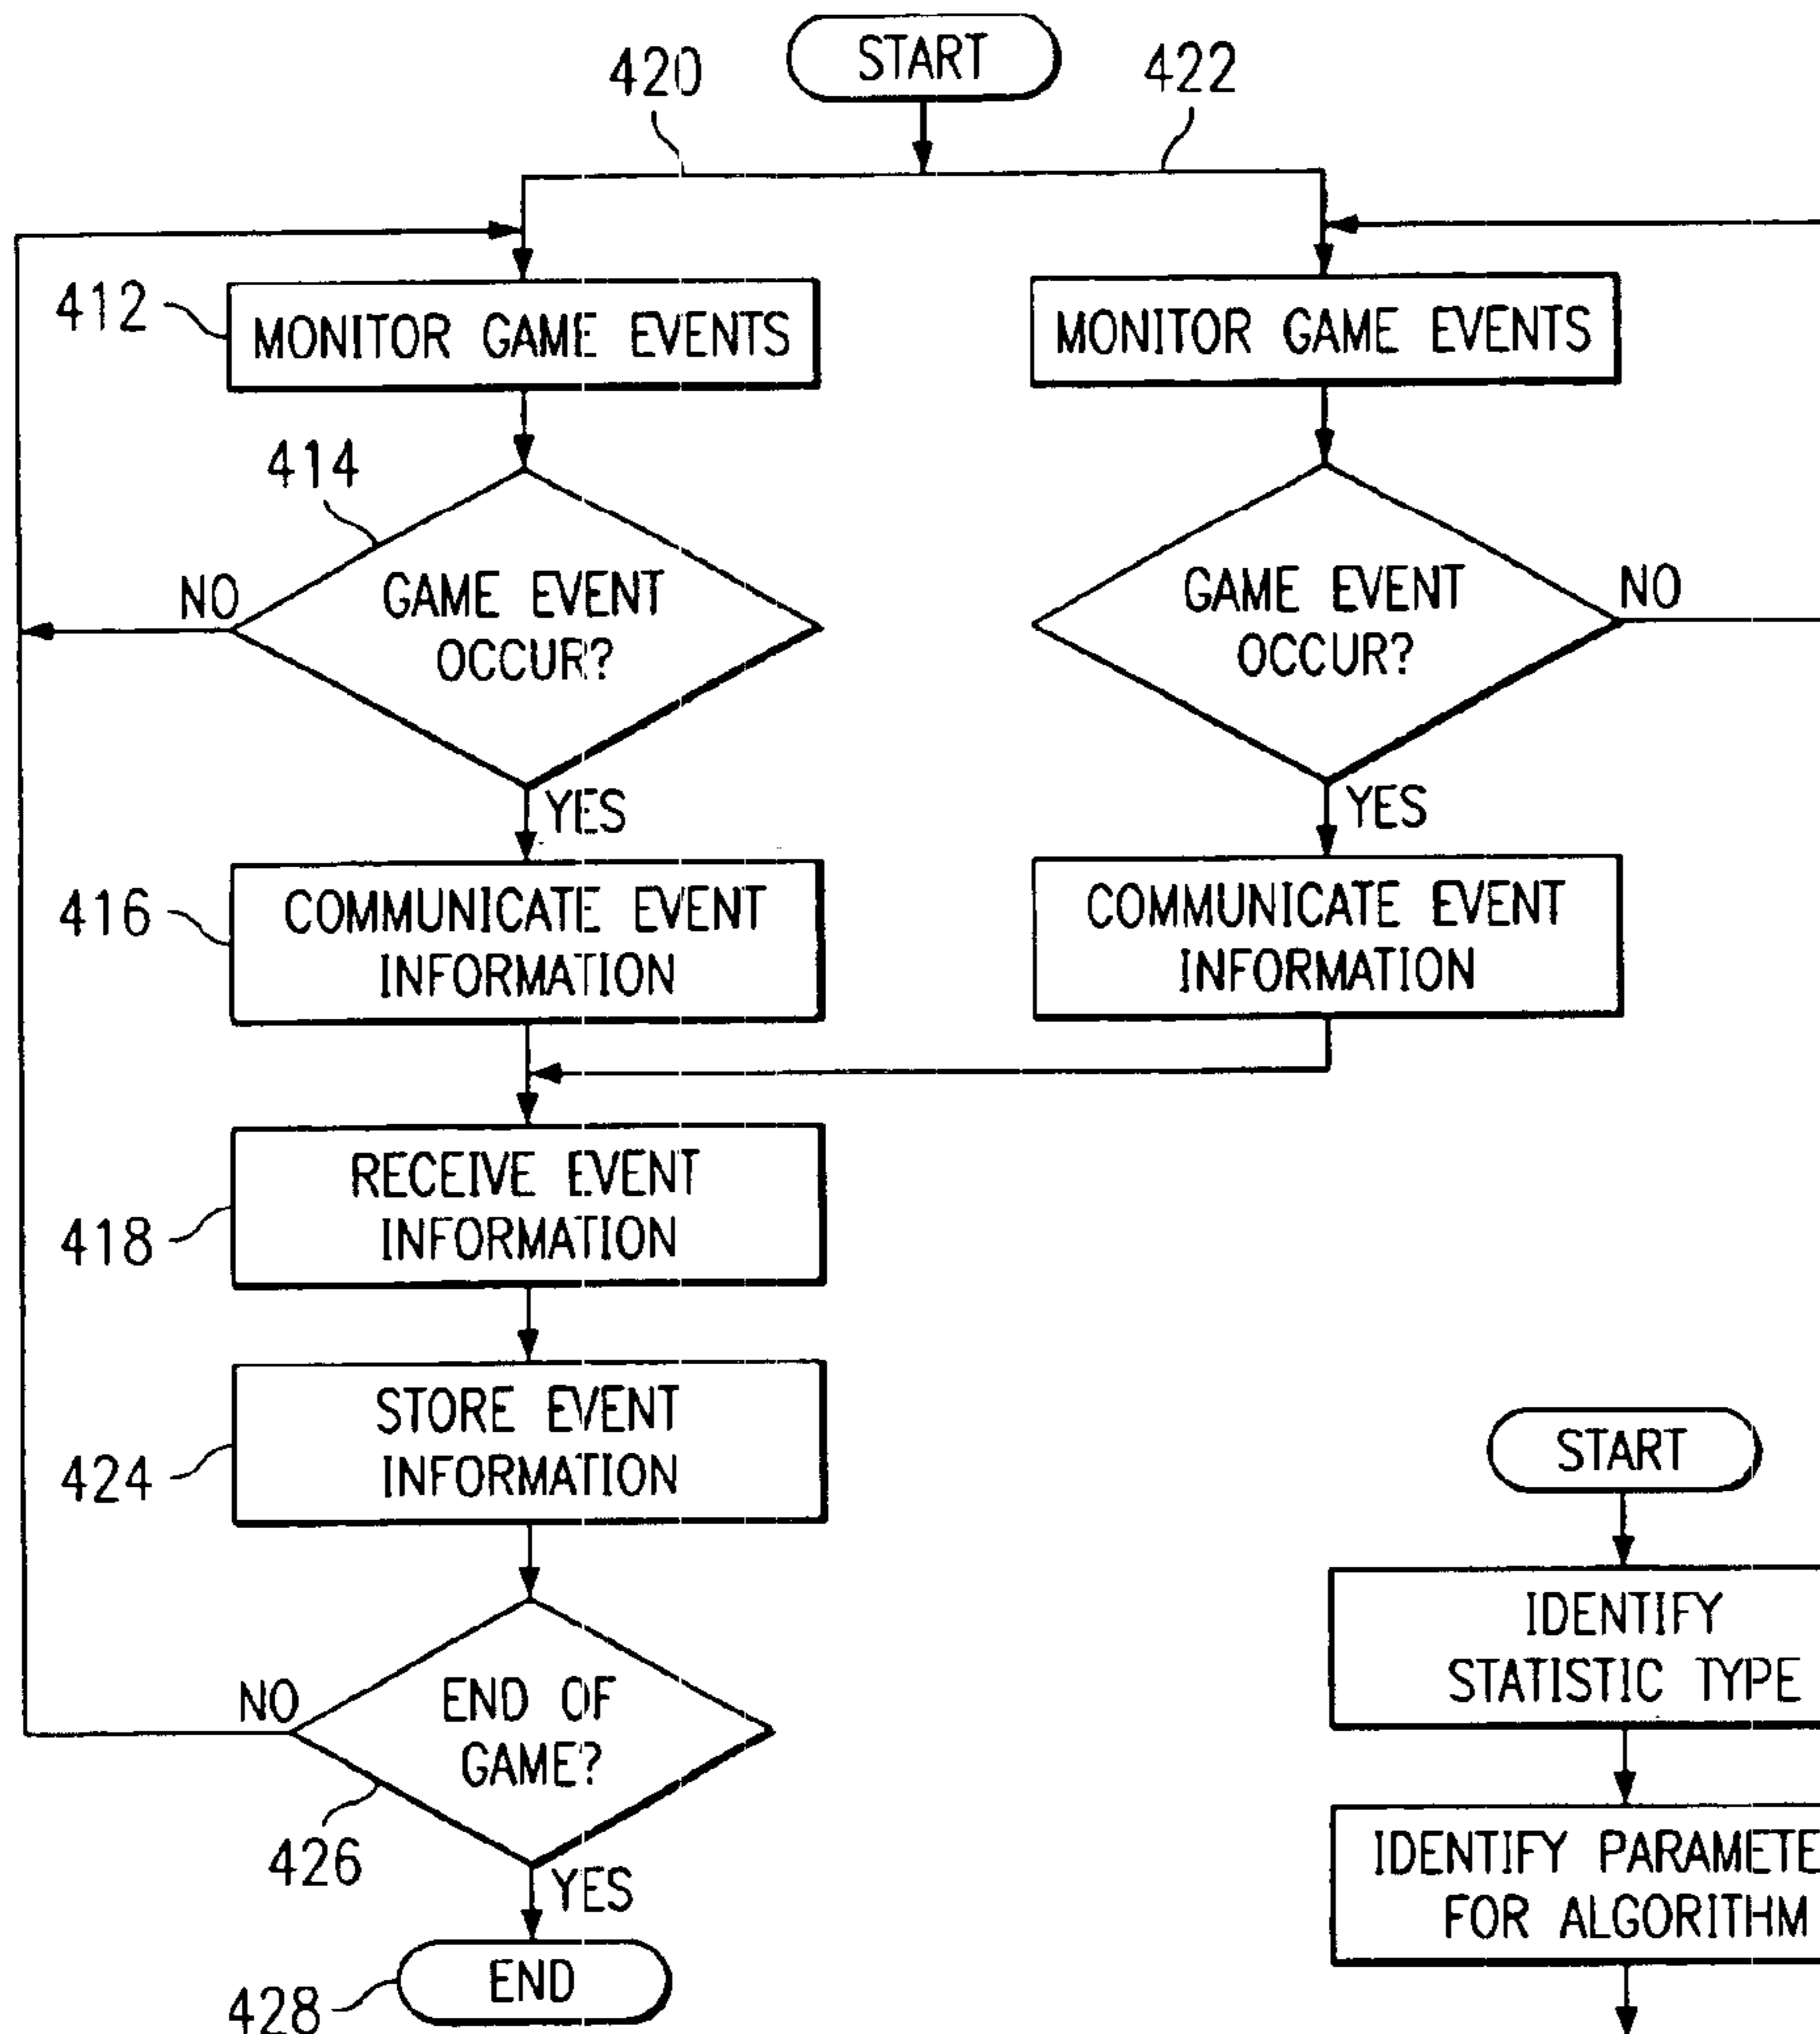 START
420
422
412
MONITOR GAME EVENTS
MONITOR GAME EVENTS
414
NO
GAME EVENT
OCCUR?
GAME EVENT
OCCUR?
NO
YES
YES
416
COMMUNICATE EVENT
INFORMATION
COMMUNICATE EVENT
INFORMATION
418
RECEIVE EVENT
INFORMATION
424
STORE EVENT
INFORMATION
NO
END OF
GAME?
426
YES
428
END
START
IDENTIFY
STATISTIC TYPE
IDENTIFY PARAMETE
FOR ALGORITHM